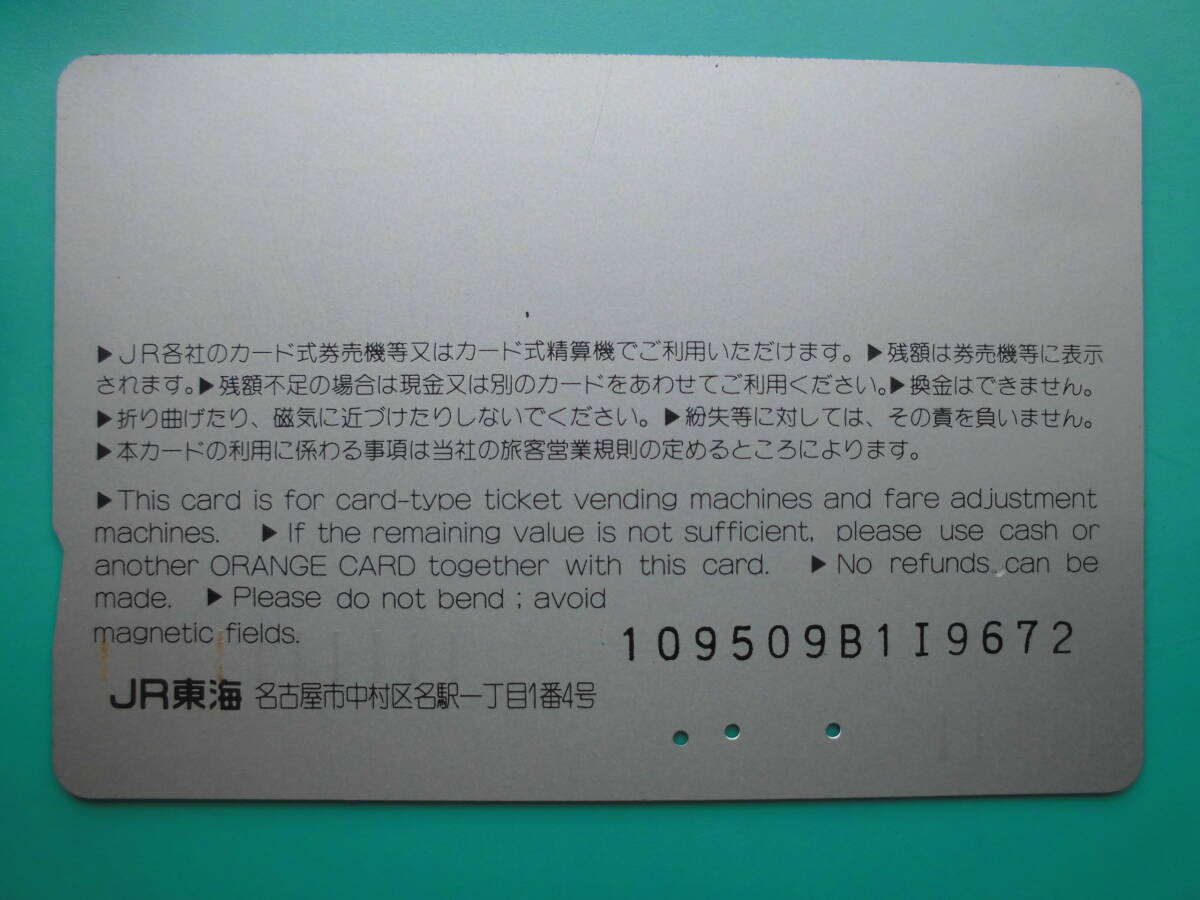 ▶JR各社のカード式券売機等又はカード式精算機でご利用いただけます。▶残額は券売機等に表示
されます。▶残額不足の場合は現金又は別のカードをあわせてご利用ください。▶換金はできません。
▶折り曲げたり、磁気に近づけたりしないでください。▶紛失等に対しては、その責を負いません。
▶本カードの利用に係わる事項は当社の旅客営業規則の定めるところによります。
▶This card is for card-type ticket vending machines and fare adjustment
machines. ▶If the remaining value is not sufficient, please use cash or
another ORANGE CARD together with this card. ▶No refunds can be
made. ▶Please do not bend; avoid
magnetic fields.
109509B1I9672
JR東海 名古屋市中村区名駅一丁目1番4号